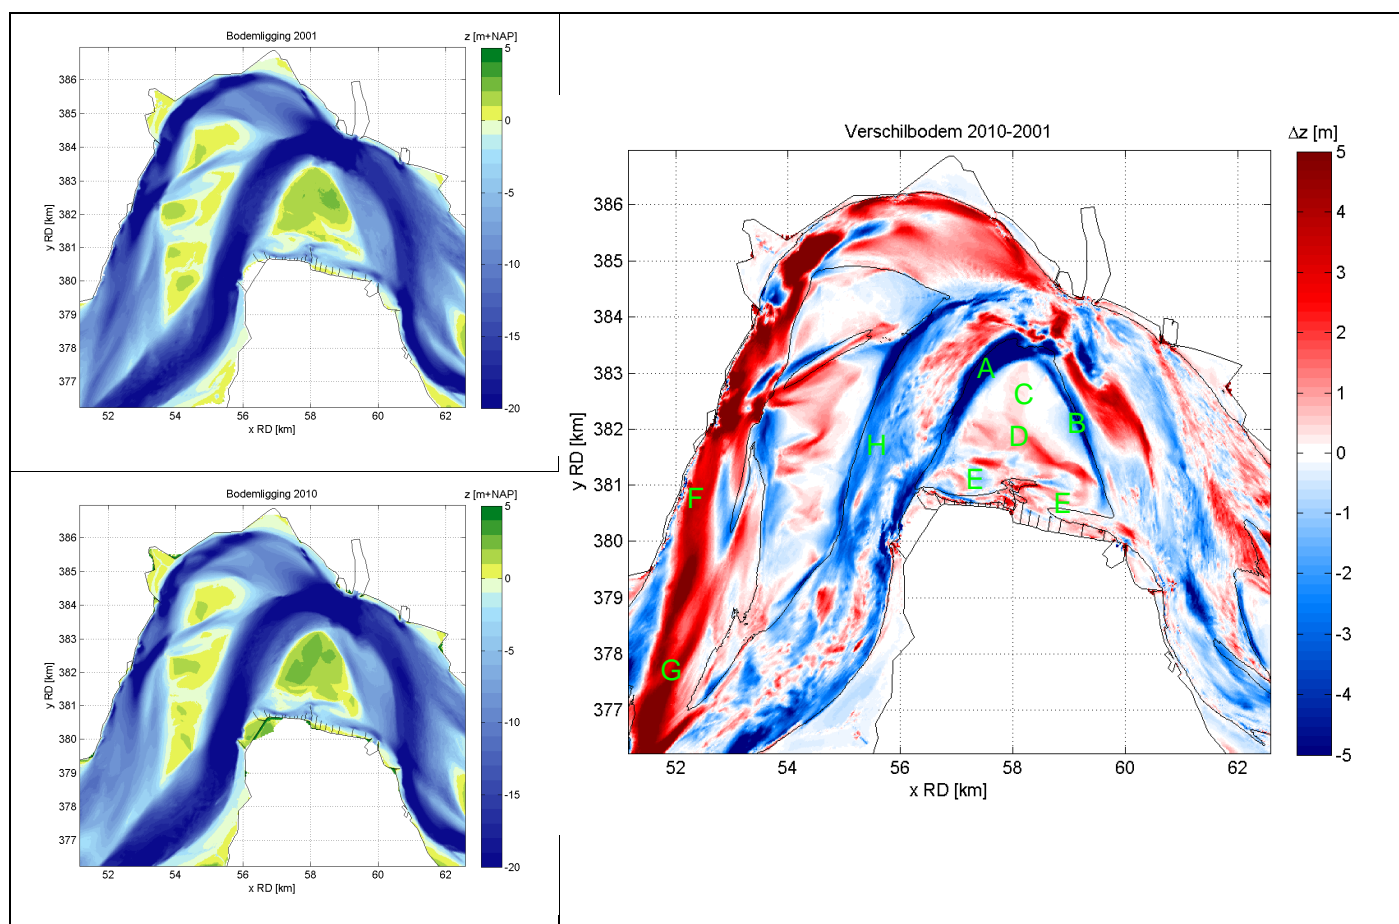 Bodemligging 2001
z [m+NAP]
y RD [km]
386
385
384
383
382
381
380
379
378
377
52 54 56 58 60 62
x RD [km]
5
0
-5
-10
-15
-20
Bodemligging 2010
z [m+NAP]
y RD [km]
386
385
384
383
382
381
380
379
378
377
52 54 56 58 60 62
x RD [km]
5
0
-5
-10
-15
-20
Verschilbodem 2010-2001
Δz [m]
y RD [km]
386
385
384
383
382
381
380
379
378
377
A
C
B
D
H
E
F
E
G
52 54 56 58 60 62
x RD [km]
5
4
3
2
1
0
-1
-2
-3
-4
-5